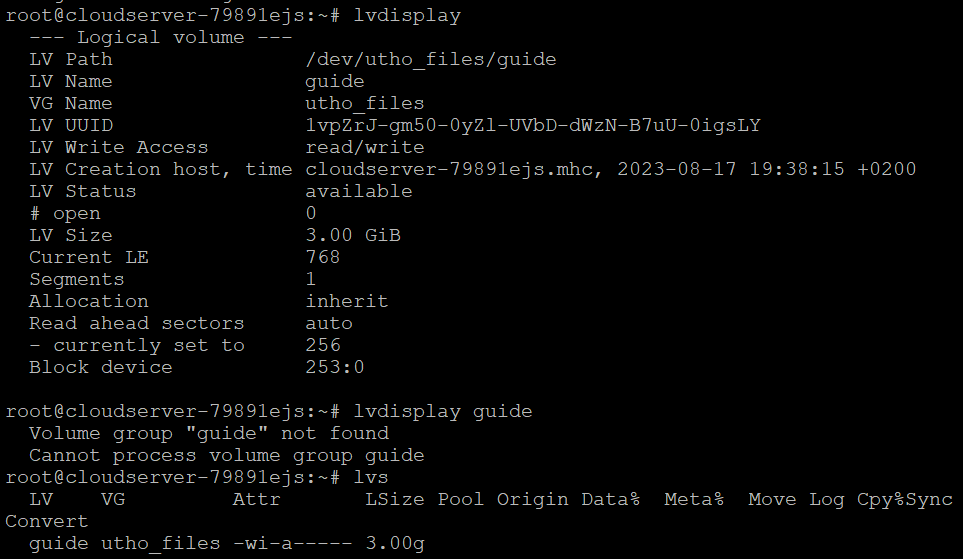 root@cloudserver-79891ejs:~# lvdisplay
--- Logical volume ---
LV Path                /dev/utho_files/guide
LV Name                guide
VG Name                utho_files
LV UUID                1vpZrJ-gm50-0yZl-UVbD-dWzN-B7uU-0igsLY
LV Write Access        read/write
LV Creation host, time cloudserver-79891ejs.mhc, 2023-08-17 19:38:15 +0200
LV Status              available
# open                 0
LV Size                3.00 GiB
Current LE             768
Segments               1
Allocation             inherit
Read ahead sectors     auto
- currently set to     256
Block device           253:0
root@cloudserver-79891ejs:~# lvdisplay guide
Volume group "guide" not found
Cannot process volume group guide
root@cloudserver-79891ejs:~# lvs
LV    VG         Attr       LSize Pool Origin Data%  Meta%  Move Log Cpy%Sync
Convert
guide utho_files -wi-a----- 3.00g